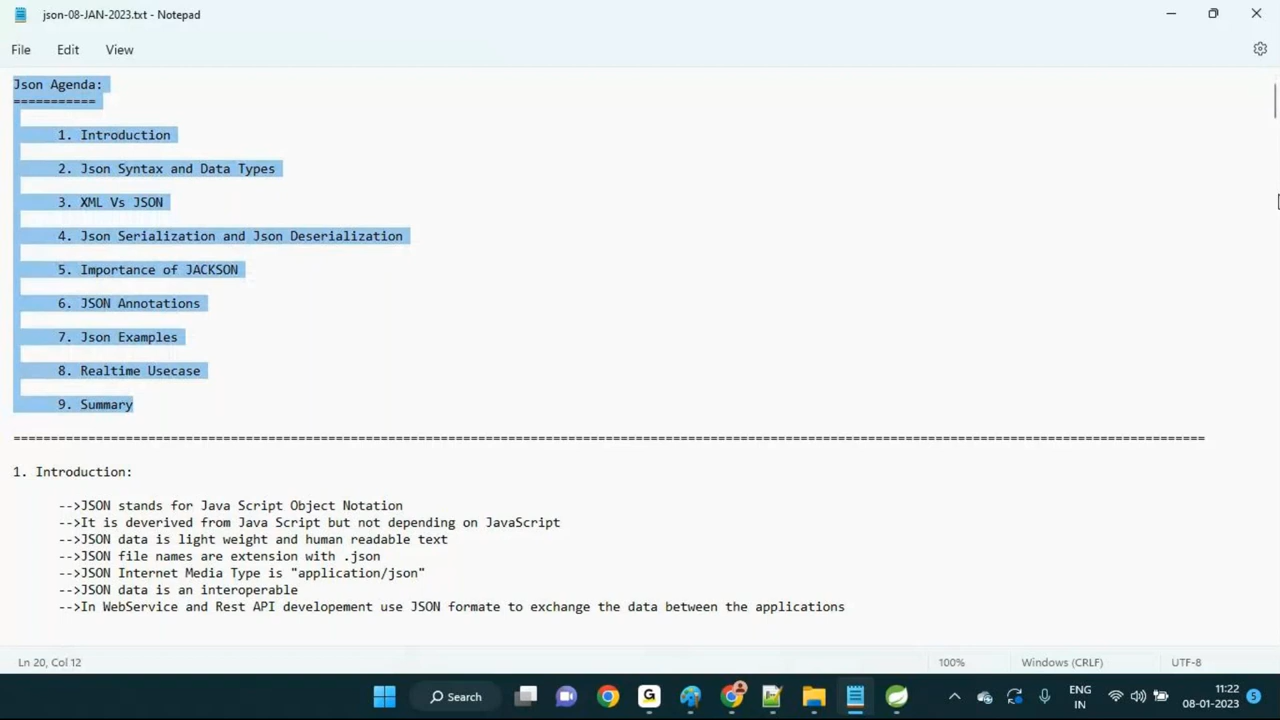 json-08-JAN-2023.txt - Notepad
File Edit View
Json Agenda:
===========
1. Introduction
2. Json Syntax and Data Types
3. XML Vs JSON
4. Json Serialization and Json Deserialization
5. Importance of JACKSON
6. JSON Annotations
7. Json Examples
8. Realtime Usecase
9. Summary
===============================================================================================================================================================
1. Introduction:
-->JSON stands for Java Script Object Notation
-->It is deverived from Java Script but not depending on JavaScript
-->JSON data is light weight and human readable text
-->JSON file names are extension with .json
-->JSON Internet Media Type is "application/json"
-->JSON data is an interoperable
-->In WebService and Rest API developement use JSON formate to exchange the data between the applications
Ln 20, Col 12 100% Windows (CRLF) UTF-8
Search G ENG IN 11:22 08-01-2023 5